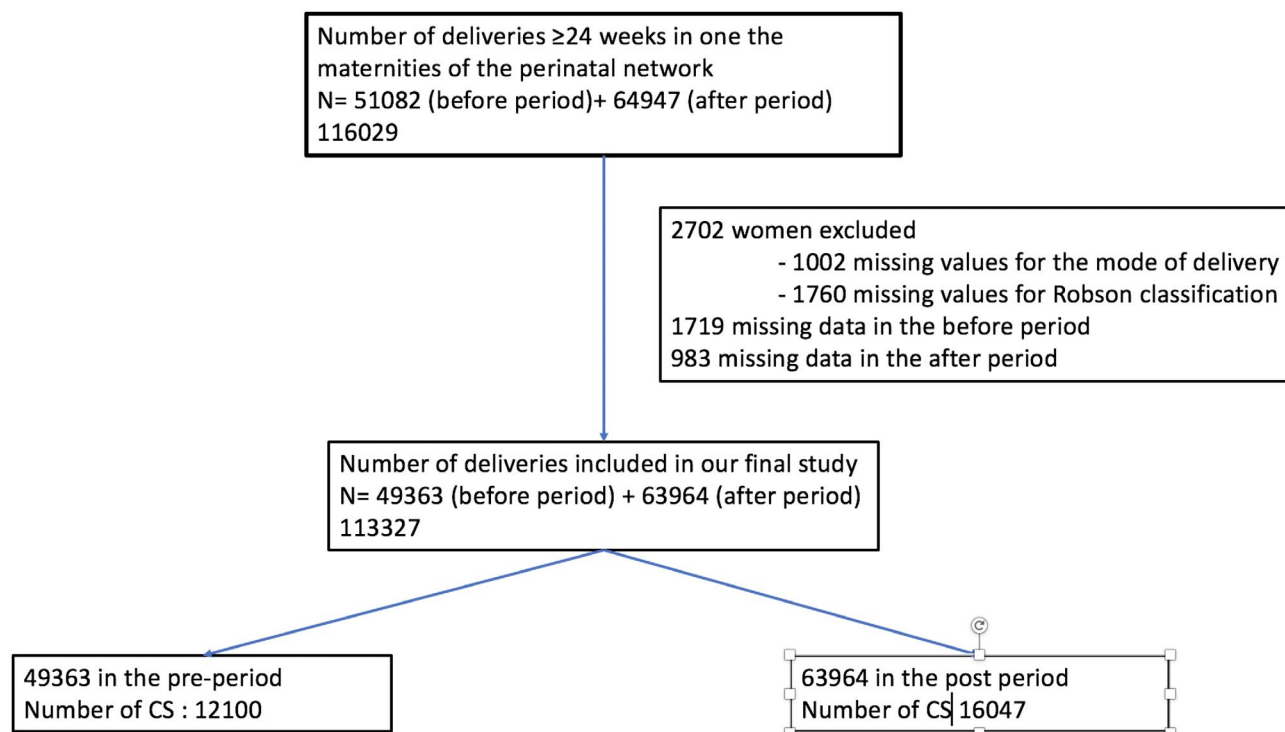 Number of deliveries ≥24 weeks in one the
maternities of the perinatal network
N= 51082 (before period)+ 64947 (after period)
116029
2702 women excluded
- 1002 missing values for the mode of delivery
- 1760 missing values for Robson classification
1719 missing data in the before period
983 missing data in the after period
Number of deliveries included in our final study
N= 49363 (before period) + 63964 (after period)
113327
49363 in the pre-period
Number of CS : 12100
63964 in the post period
Number of CS 16047